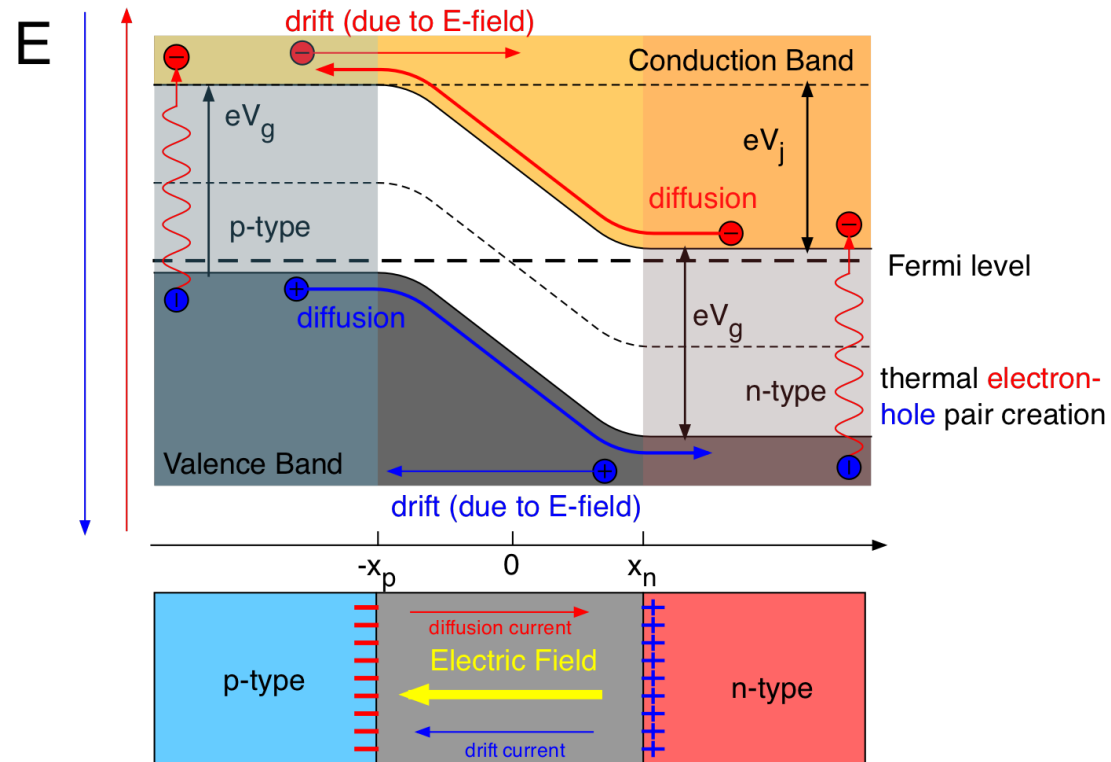 E
drift (due to E-field)
Conduction Band
eVg
eVj
p-type
diffusion
Fermi level
diffusion
eVg
n-type
thermal electron-
hole pair creation
Valence Band
drift (due to E-field)
-xp
0
xn
diffusion current
Electric Field
p-type
n-type
drift current